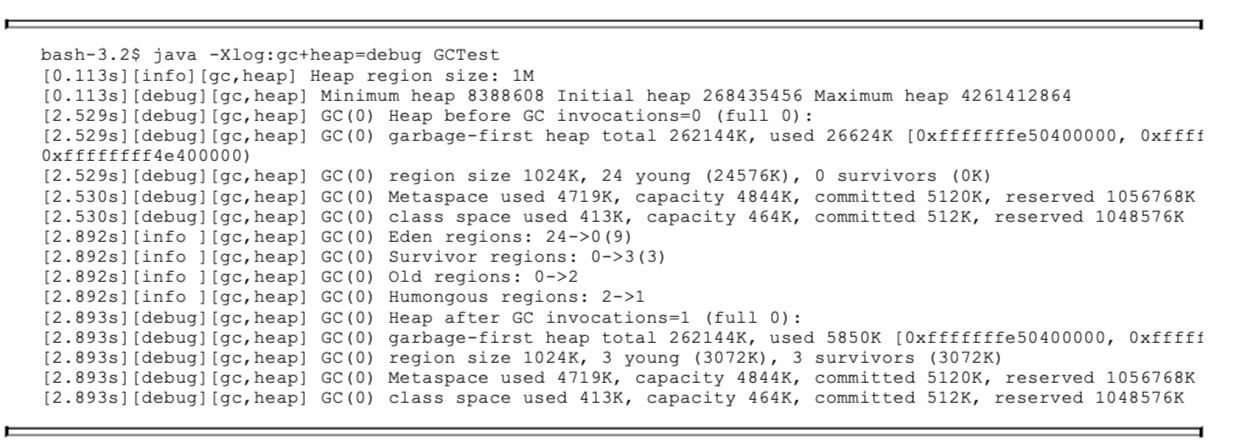 bash-3.2$ java -Xlog:gc+heap=debug GCTest
[0.113s][info][gc,heap] Heap region size: 1M
[0.113s][debug][gc,heap] Minimum heap 8388608 Initial heap 268435456 Maximum heap 4261412864
[2.529s][debug][gc,heap] GC(0) Heap before GC invocations=0 (full 0):
[2.529s][debug][gc,heap] GC(0) garbage-first heap total 262144K, used 26624K [0xfffffffe50400000, 0xffff
0xffffffff4e400000)
[2.529s][debug][gc,heap] GC(0) region size 1024K, 24 young (24576K), 0 survivors (0K)
[2.530s][debug][gc,heap] GC(0) Metaspace used 4719K, capacity 4844K, committed 5120K, reserved 1056768K
[2.530s][debug][gc,heap] GC(0) class space used 413K, capacity 464K, committed 512K, reserved 1048576K
[2.892s][info ][gc,heap] GC(0) Eden regions: 24->0(9)
[2.892s][info ][gc,heap] GC(0) Survivor regions: 0->3(3)
[2.892s][info ][gc,heap] GC(0) Old regions: 0->2
[2.892s][info ][gc,heap] GC(0) Humongous regions: 2->1
[2.893s][debug][gc,heap] GC(0) Heap after GC invocations=1 (full 0):
[2.893s][debug][gc,heap] GC(0) garbage-first heap total 262144K, used 5850K [0xfffffffe50400000, 0xfffff
[2.893s][debug][gc,heap] GC(0) region size 1024K, 3 young (3072K), 3 survivors (3072K)
[2.893s][debug][gc,heap] GC(0) Metaspace used 4719K, capacity 4844K, committed 5120K, reserved 1056768K
[2.893s][debug][gc,heap] GC(0) class space used 413K, capacity 464K, committed 512K, reserved 1048576K